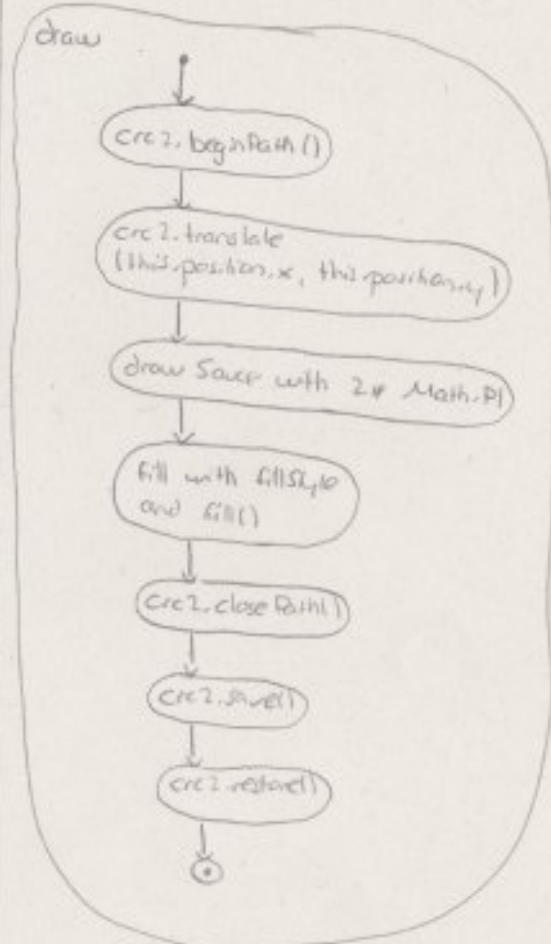 draw
crc2.beginPath()
crc2.translate
(this.position.x, this.position.y)
draw Sauce with 2 * Math.PI
fill with fillStyle
and fill()
crc2.closePath()
crc2.save()
crc2.restore()